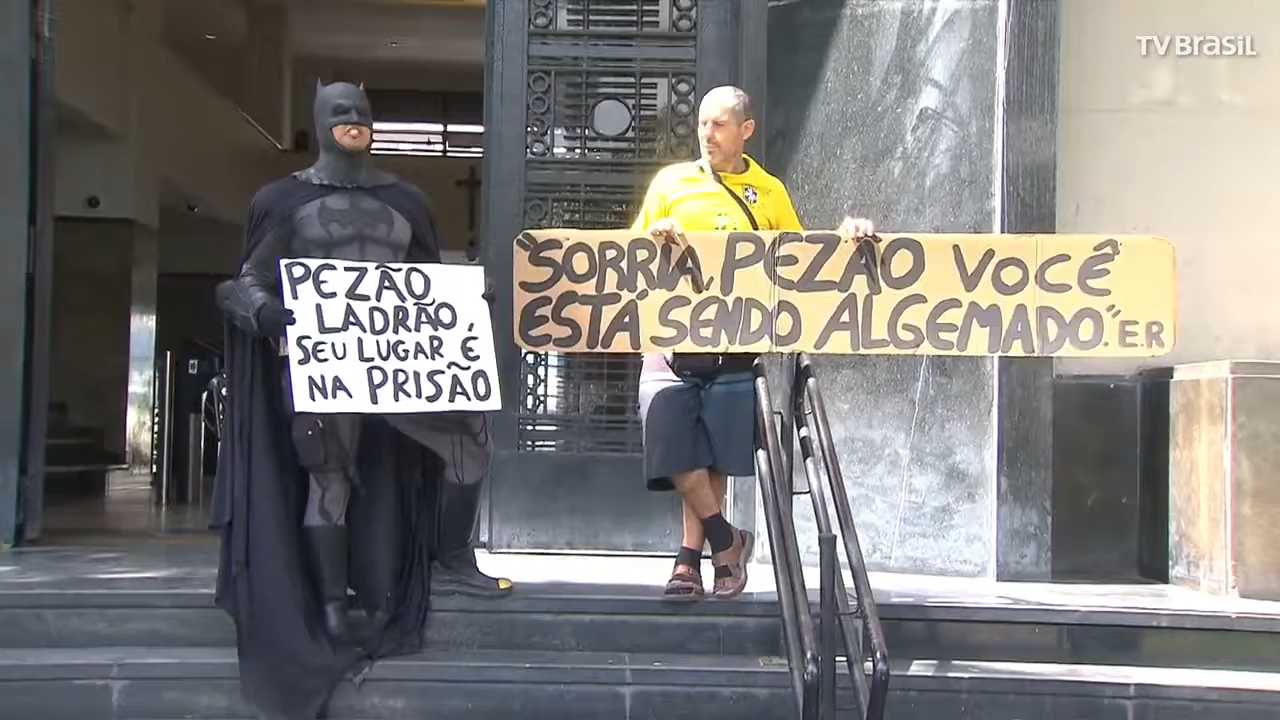 TV BRASIL
PEZÃO
LADRÃO,
SEU LUGAR É
NA PRISÃO
"SORRIA, PEZÃO VOCÊ
ESTÁ SENDO ALGEMADO." E.R